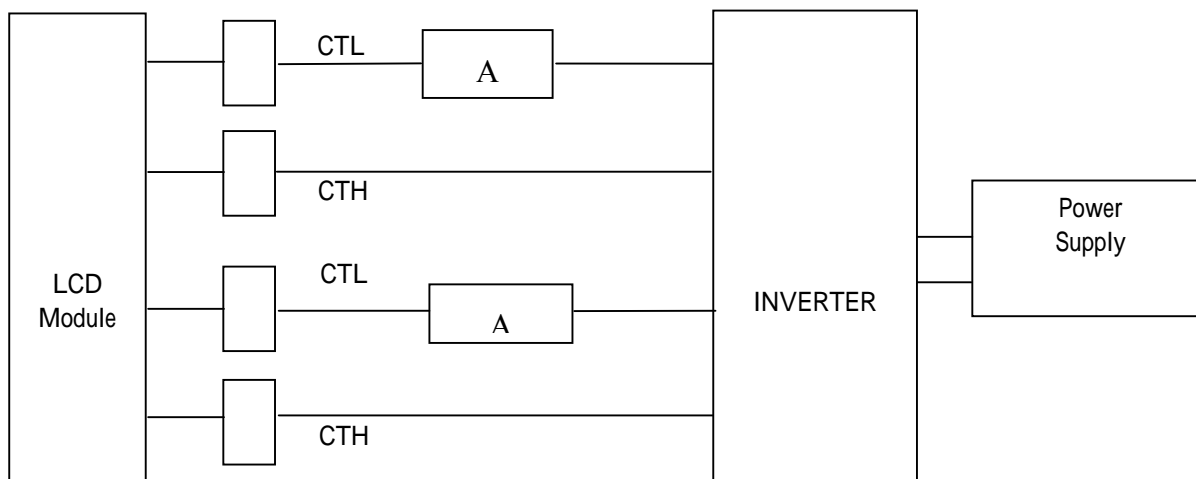 CTL
A
CTH
LCD
Module
CTL
A
CTH
INVERTER
Power
Supply